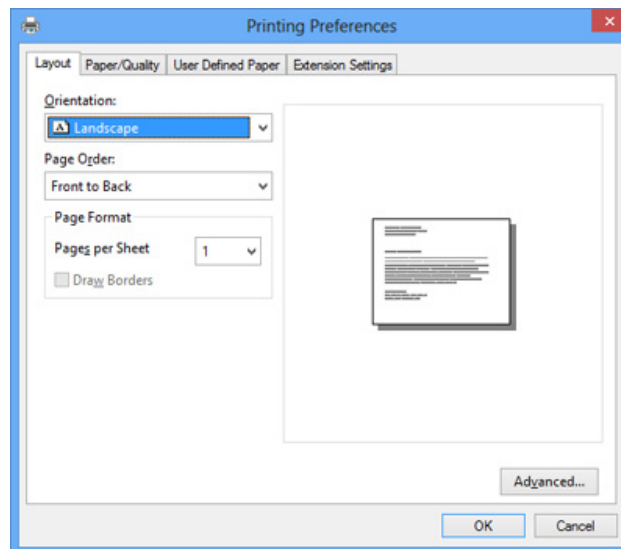 Printing Preferences
Layout Paper/Quality User Defined Paper Extension Settings
Orientation:
Landscape
Page Order:
Front to Back
Page Format
Pages per Sheet 1
Draw Borders
Advanced...
OK Cancel